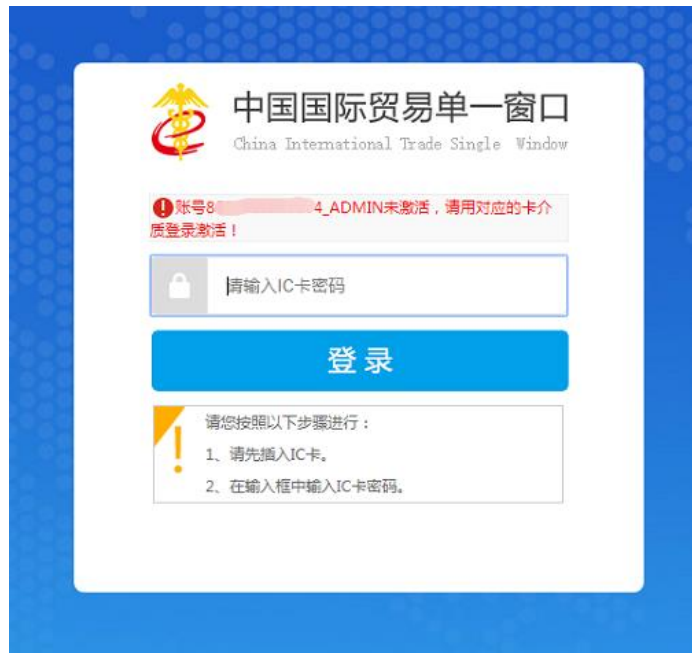 中国国际贸易单一窗口
China International Trade Single Window
账号8 4_ADMIN未激活，请用对应的卡介
质登录激活！
请输入IC卡密码
登录
请您按照以下步骤进行：
1、请先插入IC卡。
2、在输入框中输入IC卡密码。